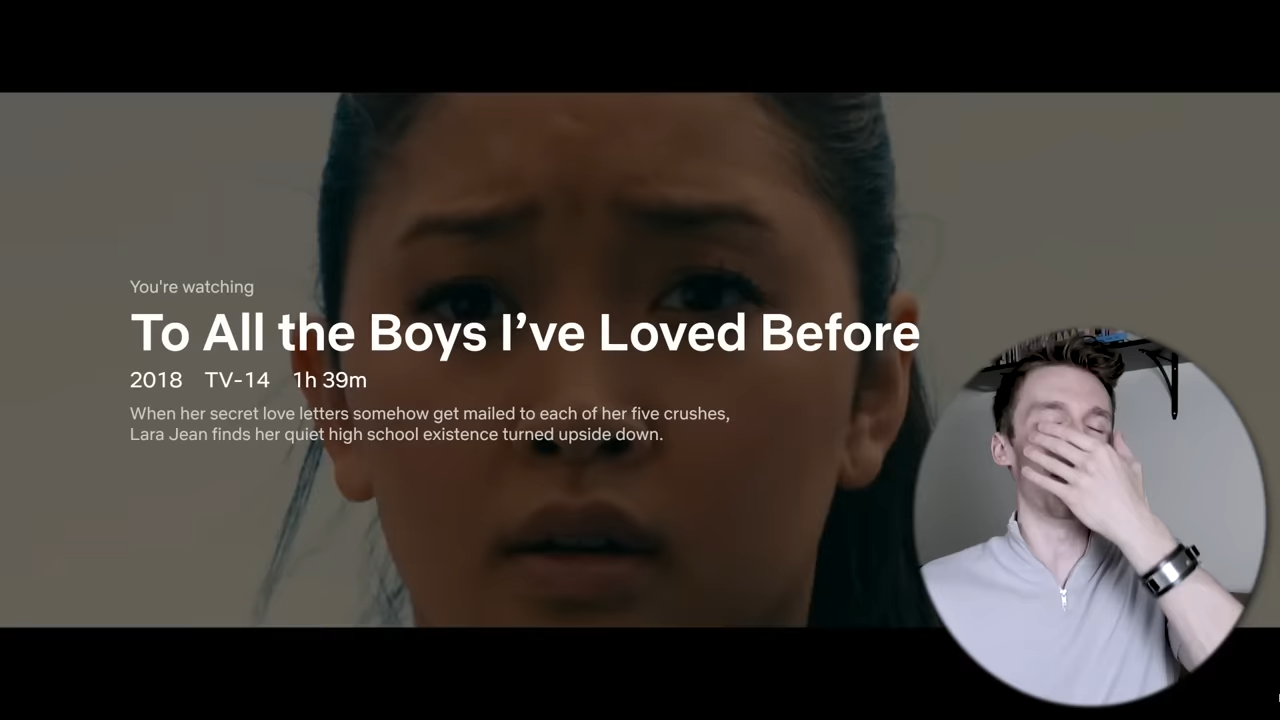 You're watching
To All the Boys I’ve Loved Before
2018 TV-14 1h 39m
When her secret love letters somehow get mailed to each of her five crushes,
Lara Jean finds her quiet high school existence turned upside down.